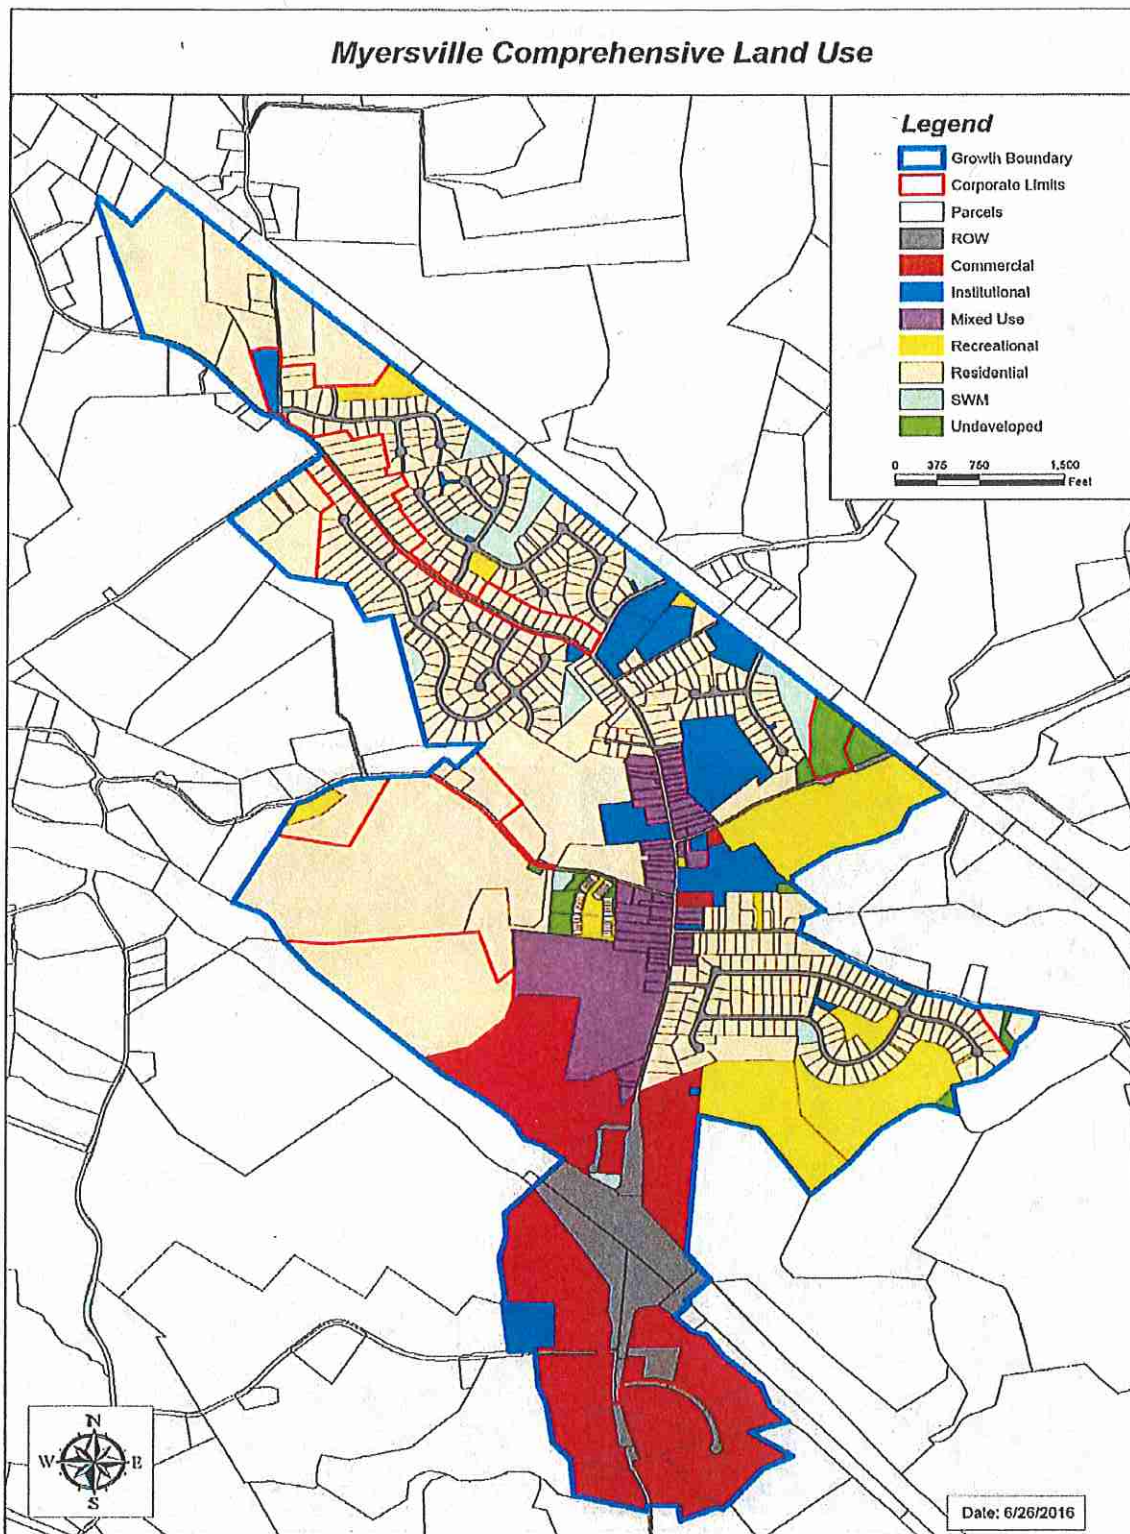 Myersville Comprehensive Land Use
Legend
Growth Boundary
Corporate Limits
Parcels
ROW
Commercial
Institutional
Mixed Use
Recreational
Residential
SWM
Undeveloped
0 375 750 1,500
Feet
N
W E
S
Date: 6/26/2016